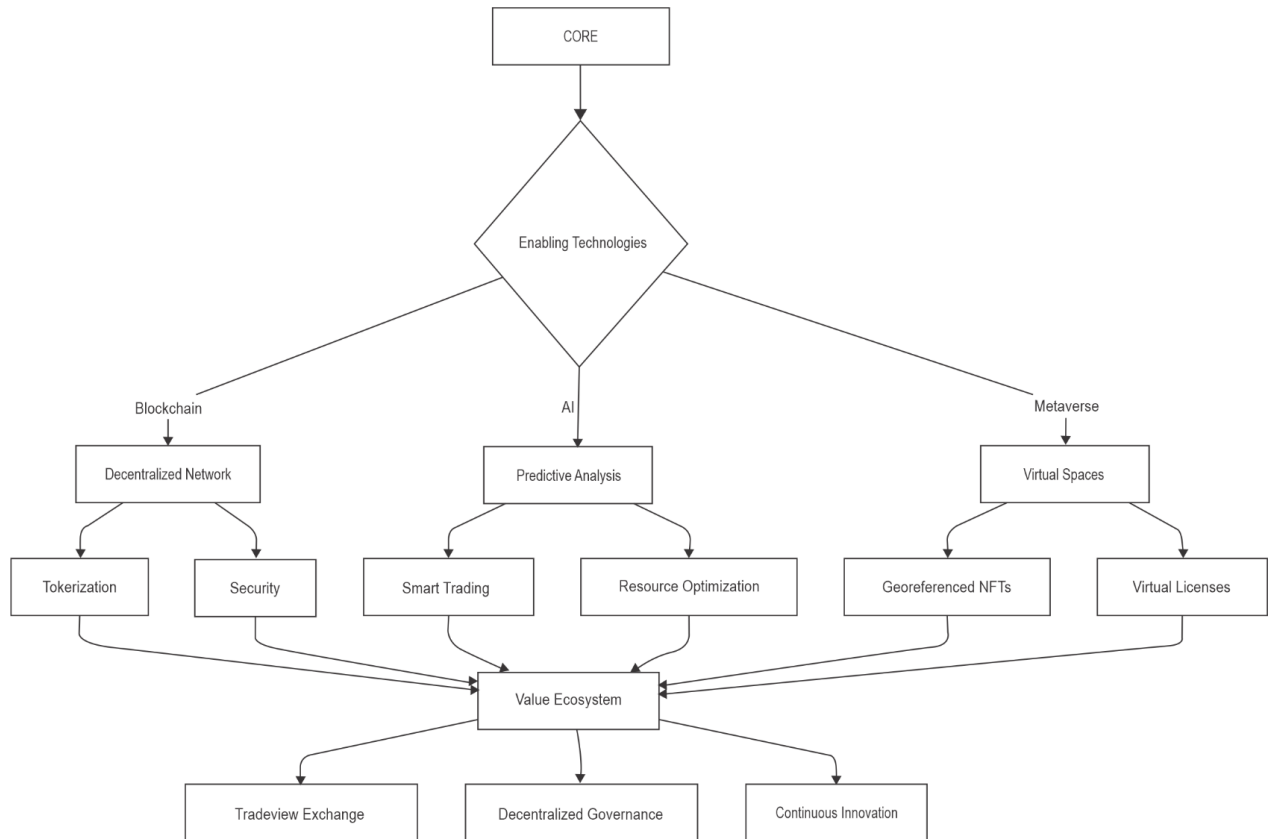 CORE
Enabling Technologies
Blockchain
AI
Metaverse
Decentralized Network
Predictive Analysis
Virtual Spaces
Tokerization
Security
Smart Trading
Resource Optimization
Georeferenced NFTs
Virtual Licenses
Value Ecosystem
Tradeview Exchange
Decentralized Governance
Continuous Innovation